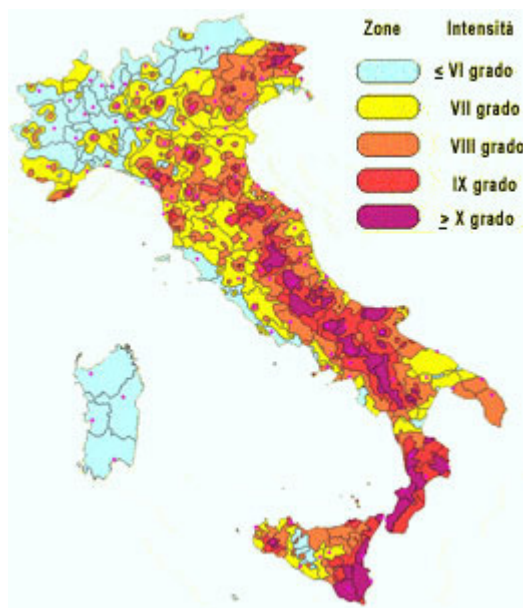 Zone Intensità
≤ VI grado
VII grado
VIII grado
IX grado
≥ X grado